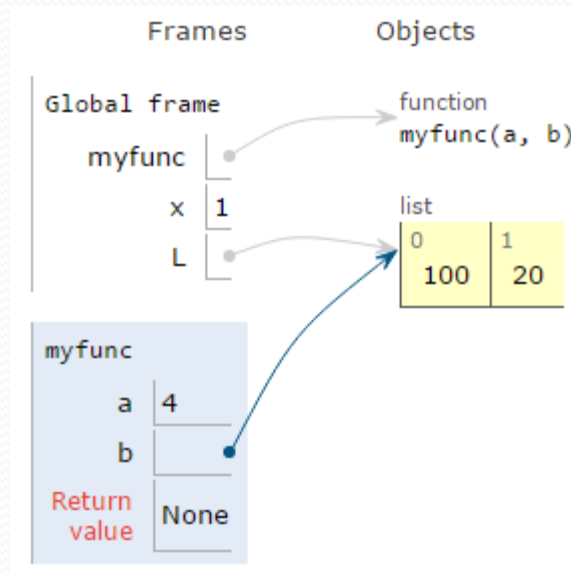 Frames Objects
Global frame
function
myfunc
myfunc(a, b)
x 1
list
L
0 1
100 20
myfunc
a 4
b
Return
value
None